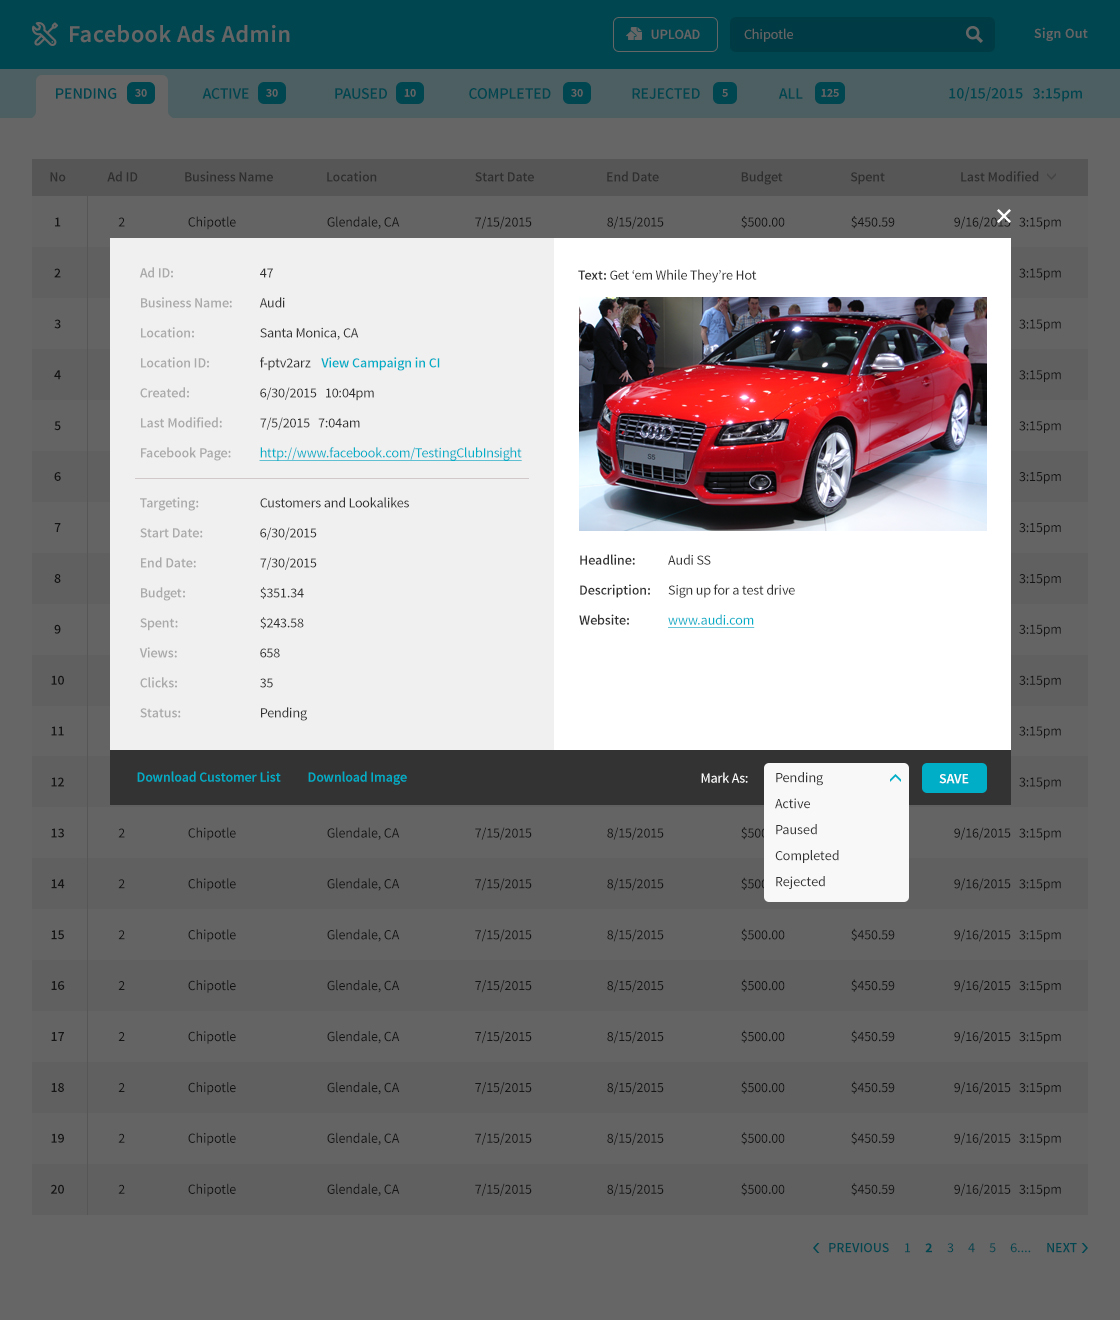 Facebook Ads Admin UPLOAD Chipotle Sign Out
PENDING 30 ACTIVE 30 PAUSED 10 COMPLETED 30 REJECTED 5 ALL 125 10/15/2015 3:15pm
No Ad ID Business Name Location Start Date End Date Budget Spent Last Modified
1 2 Chipotle Glendale, CA 7/15/2015 8/15/2015 $500.00 $450.59 9/16/2015 3:15pm
2 3:15pm
3 3:15pm
4 3:15pm
5 3:15pm
6 3:15pm
7 3:15pm
8 3:15pm
9 3:15pm
10 3:15pm
11 3:15pm
12 3:15pm
Ad ID: 47
Business Name: Audi
Location: Santa Monica, CA
Location ID: f-ptv2arz View Campaign in CI
Created: 6/30/2015 10:04pm
Last Modified: 7/5/2015 7:04am
Facebook Page: http://www.facebook.com/TestingClubInsight
Targeting: Customers and Lookalikes
Start Date: 6/30/2015
End Date: 7/30/2015
Budget: $351.34
Spent: $243.58
Views: 658
Clicks: 35
Status: Pending
Text: Get ‘em While They’re Hot
S5
Headline: Audi SS
Description: Sign up for a test drive
Website: www.audi.com
Download Customer List Download Image Mark As: Pending SAVE
Active
Paused
Completed
Rejected
13 2 Chipotle Glendale, CA 7/15/2015 8/15/2015 $500 9/16/2015 3:15pm
14 2 Chipotle Glendale, CA 7/15/2015 8/15/2015 $500 9/16/2015 3:15pm
15 2 Chipotle Glendale, CA 7/15/2015 8/15/2015 $500.00 $450.59 9/16/2015 3:15pm
16 2 Chipotle Glendale, CA 7/15/2015 8/15/2015 $500.00 $450.59 9/16/2015 3:15pm
17 2 Chipotle Glendale, CA 7/15/2015 8/15/2015 $500.00 $450.59 9/16/2015 3:15pm
18 2 Chipotle Glendale, CA 7/15/2015 8/15/2015 $500.00 $450.59 9/16/2015 3:15pm
19 2 Chipotle Glendale, CA 7/15/2015 8/15/2015 $500.00 $450.59 9/16/2015 3:15pm
20 2 Chipotle Glendale, CA 7/15/2015 8/15/2015 $500.00 $450.59 9/16/2015 3:15pm
PREVIOUS 1 2 3 4 5 6.... NEXT